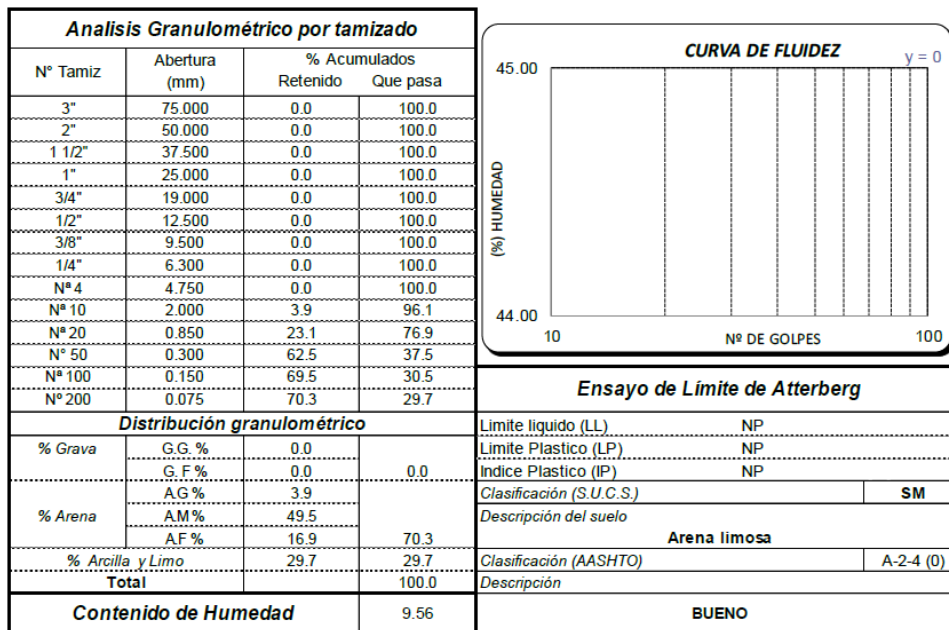 Analisis Granulométrico por tamizado
N° Tamiz Abertura (mm) % Acumulados
Retenido Que pasa
3" 75.000 0.0 100.0
2" 50.000 0.0 100.0
1 1/2" 37.500 0.0 100.0
1" 25.000 0.0 100.0
3/4" 19.000 0.0 100.0
1/2" 12.500 0.0 100.0
3/8" 9.500 0.0 100.0
1/4" 6.300 0.0 100.0
Nª 4 4.750 0.0 100.0
Nª 10 2.000 3.9 96.1
Nª 20 0.850 23.1 76.9
N° 50 0.300 62.5 37.5
Nª 100 0.150 69.5 30.5
Nº 200 0.075 70.3 29.7
Distribución granulométrico
% Grava G.G. % 0.0
G. F % 0.0 0.0
A.G % 3.9
% Arena A.M % 49.5
A.F % 16.9 70.3
% Arcilla y Limo 29.7 29.7
Total 100.0
Contenido de Humedad 9.56
CURVA DE FLUIDEZ
y = 0
45.00
(%) HUMEDAD
44.00
10 Nº DE GOLPES 100
Ensayo de Límite de Atterberg
Limite liquido (LL) NP
Limite Plastico (LP) NP
Indice Plastico (IP) NP
Clasificación (S.U.C.S.) SM
Descripción del suelo
Arena limosa
Clasificación (AASHTO) A-2-4 (0)
Descripción
BUENO